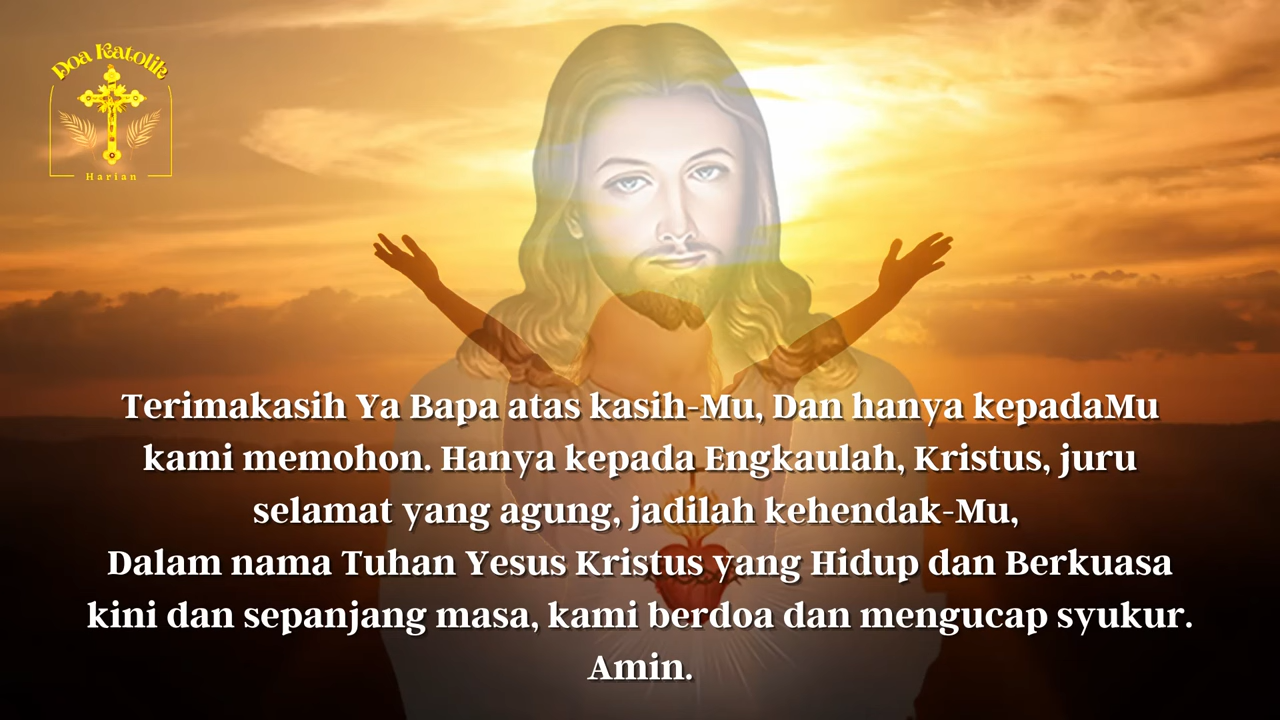 Doa Katolik
Harian
Terimakasih Ya Bapa atas kasih-Mu, Dan hanya kepadaMu
kami memohon. Hanya kepada Engkaulah, Kristus, juru
selamat yang agung, jadilah kehendak-Mu,
Dalam nama Tuhan Yesus Kristus yang Hidup dan Berkuasa
kini dan sepanjang masa, kami berdoa dan mengucap syukur.
Amin.